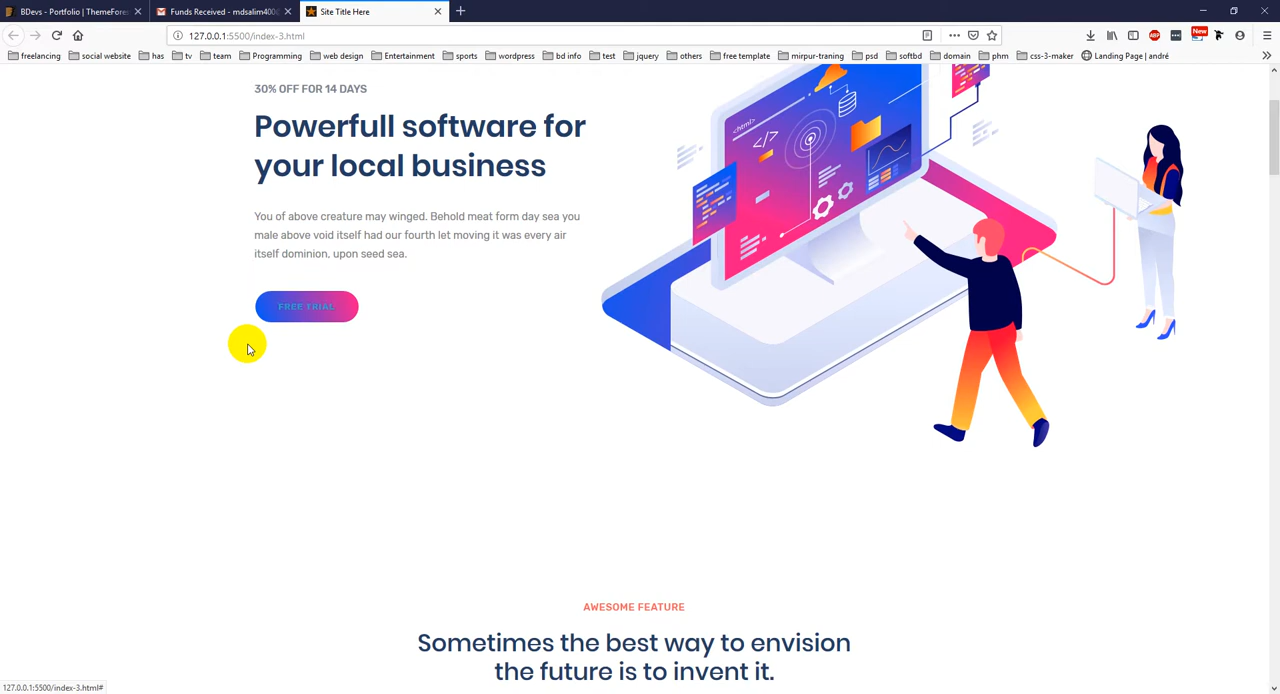 BDevs - Portfolio | ThemeFores
Funds Received - mdsalim400@
Site Title Here
127.0.0.1:5500/index-3.html
New
ABP
freelancing
social website
has
tv
team
Programming
web design
Entertainment
sports
wordpress
bd info
test
jquery
others
free template
mirpur-traning
psd
softbd
domain
phm
css-3-maker
Landing Page | andré
30% OFF FOR 14 DAYS
Powerfull software for
your local business
You of above creature may winged. Behold meat form day sea you
male above void itself had our fourth let moving it was every air
itself dominion, upon seed sea.
FREE TRIAL
<html>
</?
AWESOME FEATURE
Sometimes the best way to envision
the future is to invent it.
127.0.0.1:5500/index-3.html#